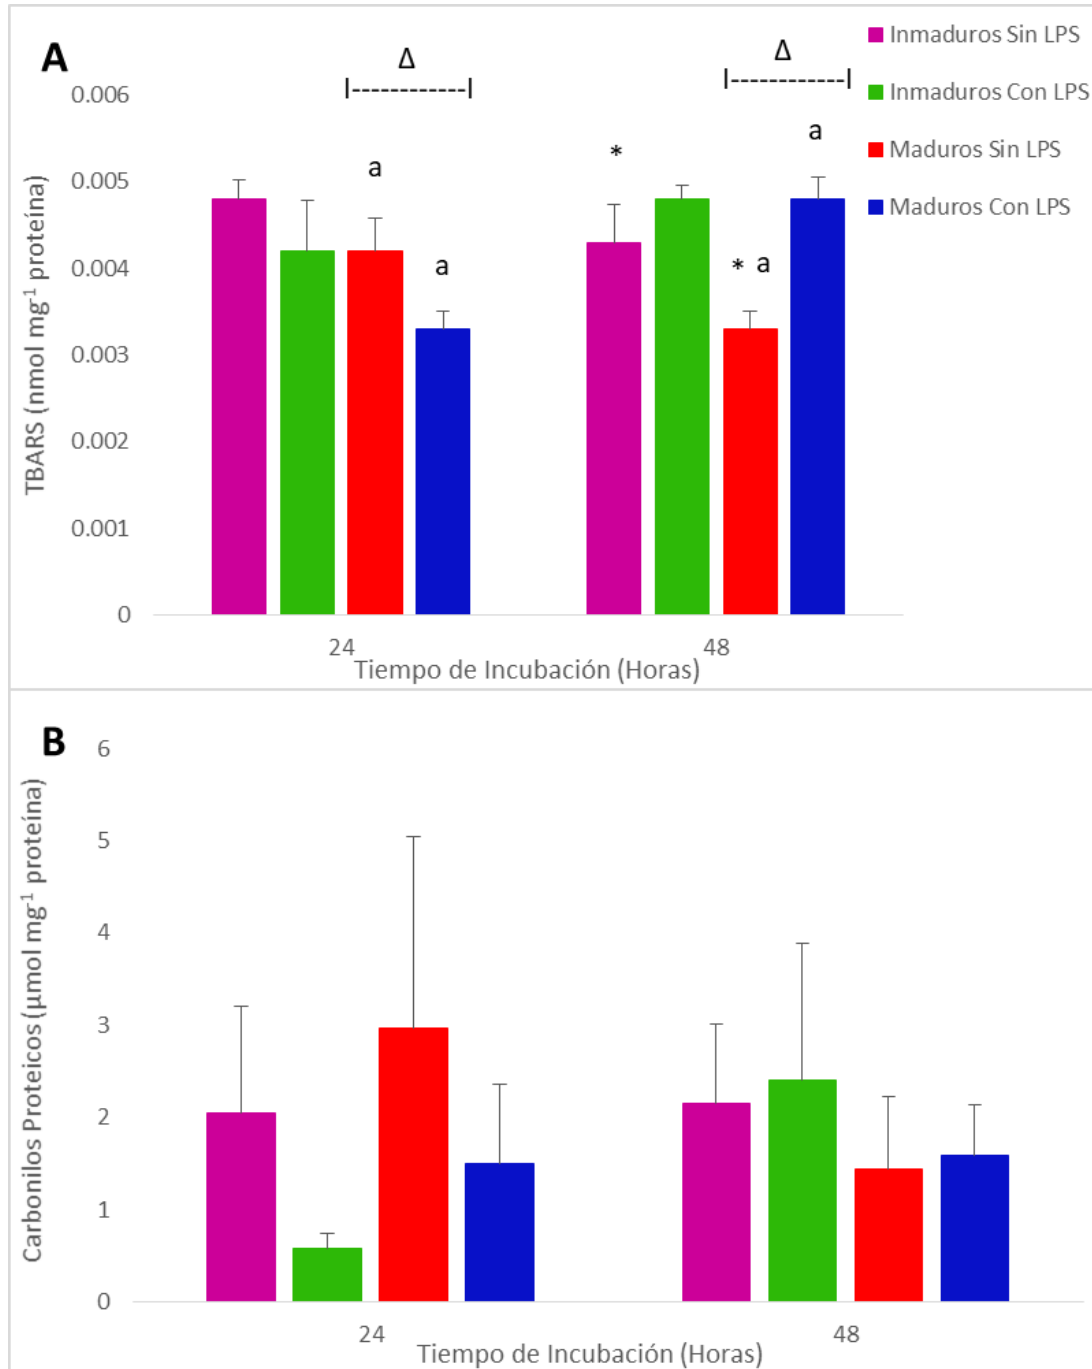 A
Inmaduros Sin LPS
Inmaduros Con LPS
Maduros Sin LPS
Maduros Con LPS
Δ
Δ
|------------|
|------------|
a
a
*
* a
a
TBARS (nmol mg⁻¹ proteína)
0.006
0.005
0.004
0.003
0.002
0.001
0
24
48
Tiempo de Incubación (Horas)
B
Carbonilos Proteicos (µmol mg⁻¹ proteína)
6
5
4
3
2
1
0
24
48
Tiempo de Incubación (Horas)